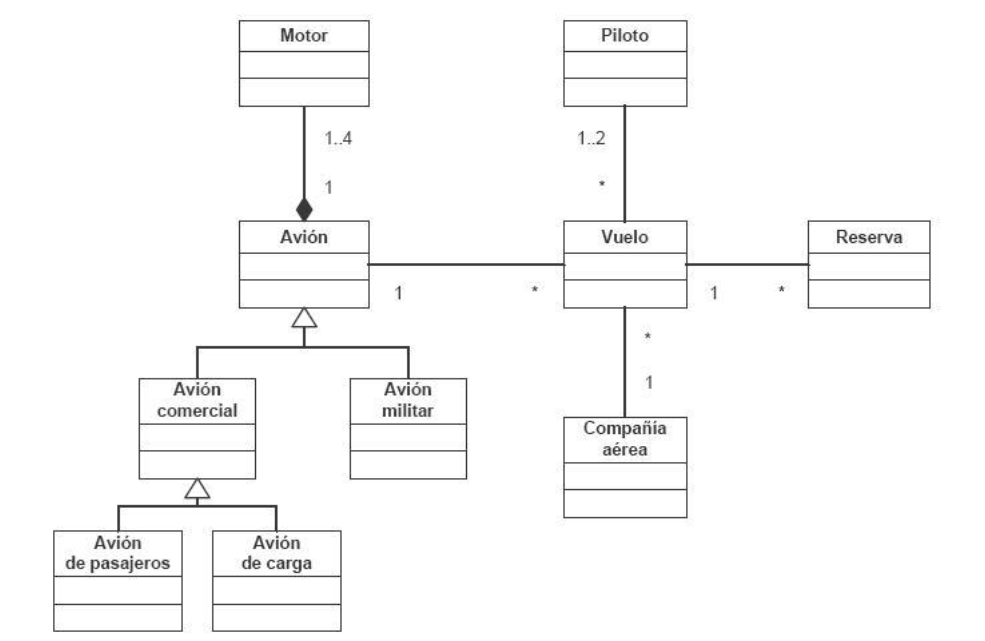 Motor
Piloto
1..4
1..2
1
*
Avión
Vuelo
Reserva
1
*
1
*
*
1
Avión
comercial
Avión
militar
Compañía
aérea
Avión
de pasajeros
Avión
de carga